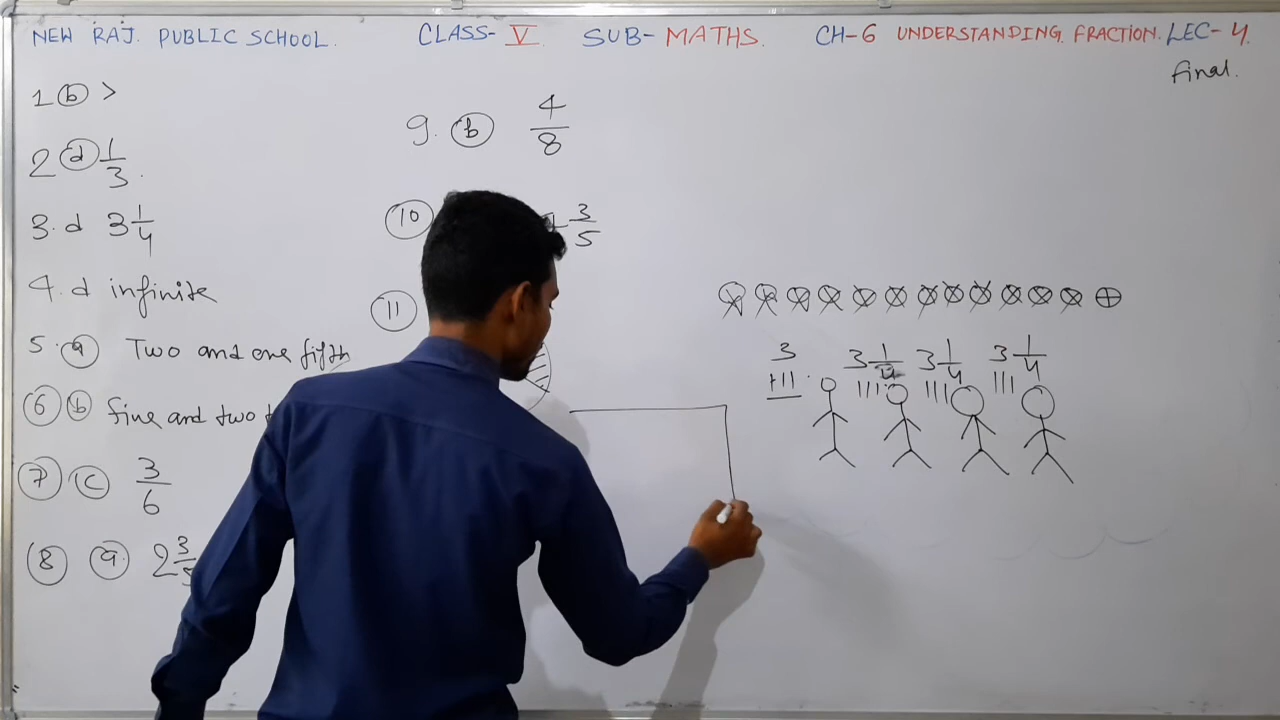 NEW RAJ. PUBLIC SCHOOL. CLASS- V. SUB- MATHS. CH-6 UNDERSTANDING FRACTION. LEC- 4.
final.
1 (b) >
2 (d) 1/3.
3. d 3 1/4
4. d infinite
5. (a) Two and one fifth
(6) (b) five and two
(7) (c) 3/6
(8) (a) 2 3/5
9. (b) 4/8
(10) 3/5
(11)
3 3 1/4 3 1/4 3 1/4